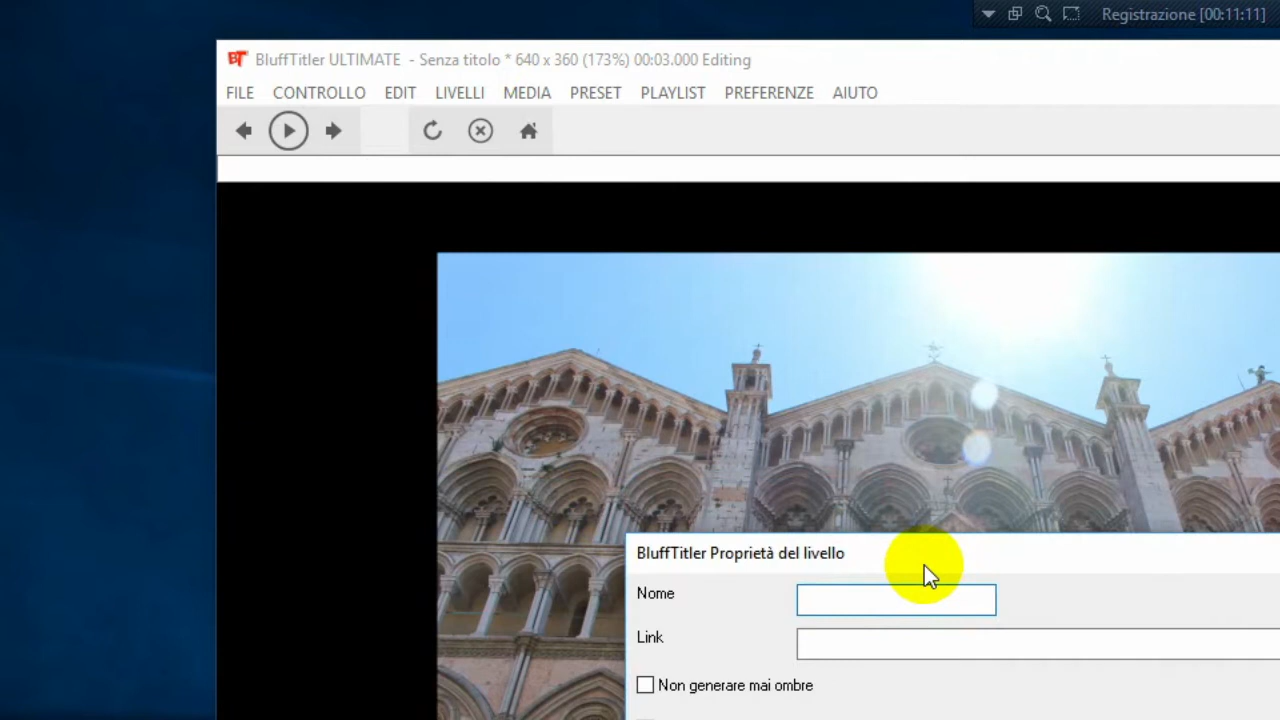 Registrazione [00:11:11]
BT BluffTitler ULTIMATE - Senza titolo * 640 x 360 (173%) 00:03.000 Editing
FILE CONTROLLO EDIT LIVELLI MEDIA PRESET PLAYLIST PREFERENZE AIUTO
BluffTitler Proprietà del livello
Nome
Link
Non generare mai ombre